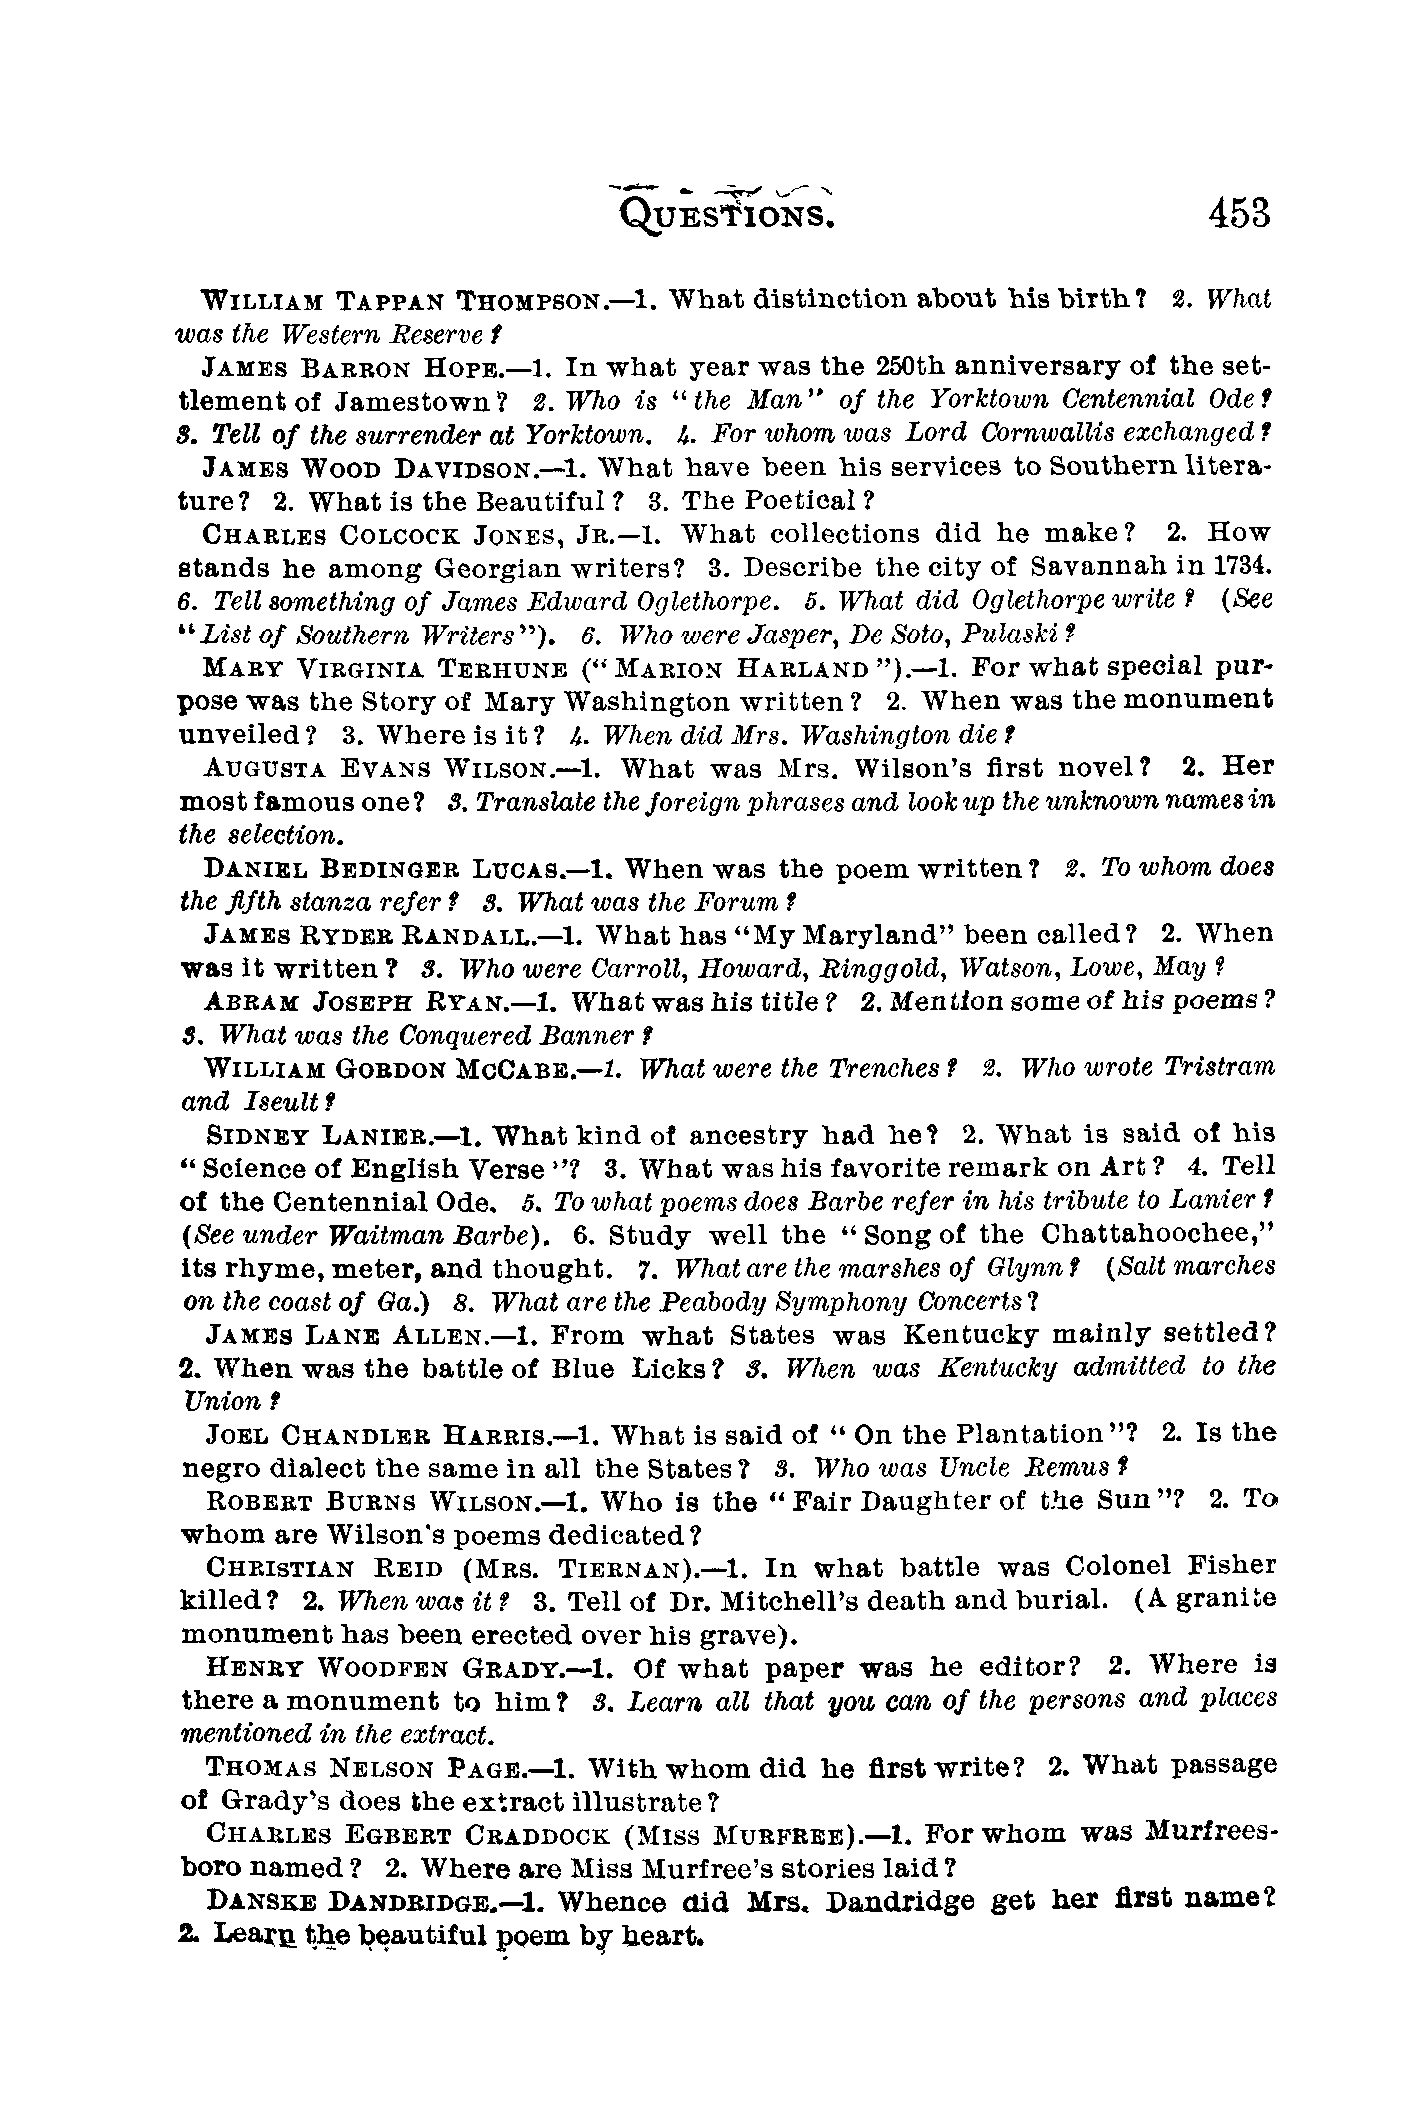 QUESTIONS. 453
WILLIAM TAPPAN THOMPSON.—1. What distinction about his birth? 2. What
was the Western Reserve?
JAMES BARRON HOPE.—1. In what year was the 250th anniversary of the set-
tlement of Jamestown? 2. Who is "the Man" of the Yorktown Centennial Ode?
3. Tell of the surrender at Yorktown. 4. For whom was Lord Cornwallis exchanged?
JAMES WOOD DAVIDSON.—1. What have been his services to Southern litera-
ture? 2. What is the Beautiful? 3. The Poetical?
CHARLES COLCOCK JONES, JR.—1. What collections did he make? 2. How
stands he among Georgian writers? 3. Describe the city of Savannah in 1734.
6. Tell something of James Edward Oglethorpe. 5. What did Oglethorpe write? (See
"List of Southern Writers"). 6. Who were Jasper, De Soto, Pulaski?
MARY VIRGINIA TERHUNE ("MARION HARLAND").—1. For what special pur-
pose was the Story of Mary Washington written? 2. When was the monument
unveiled? 3. Where is it? 4. When did Mrs. Washington die?
AUGUSTA EVANS WILSON.—1. What was Mrs. Wilson's first novel? 2. Her
most famous one? 3. Translate the foreign phrases and look up the unknown names in
the selection.
DANIEL BEDINGER LUCAS.—1. When was the poem written? 2. To whom does
the fifth stanza refer? 3. What was the Forum?
JAMES RYDER RANDALL.—1. What has "My Maryland" been called? 2. When
was it written? 3. Who were Carroll, Howard, Ringgold, Watson, Lowe, May?
ABRAM JOSEPH RYAN.—1. What was his title? 2. Mention some of his poems?
3. What was the Conquered Banner?
WILLIAM GORDON MCCABE.—1. What were the Trenches? 2. Who wrote Tristram
and Iseult?
SIDNEY LANIER.—1. What kind of ancestry had he? 2. What is said of his
"Science of English Verse"? 3. What was his favorite remark on Art? 4. Tell
of the Centennial Ode. 5. To what poems does Barbe refer in his tribute to Lanier?
(See under Waitman Barbe). 6. Study well the "Song of the Chattahoochee,"
its rhyme, meter, and thought. 7. What are the marshes of Glynn? (Salt marches
on the coast of Ga.) 8. What are the Peabody Symphony Concerts?
JAMES LANE ALLEN.—1. From what States was Kentucky mainly settled?
2. When was the battle of Blue Licks? 3. When was Kentucky admitted to the
Union?
JOEL CHANDLER HARRIS.—1. What is said of "On the Plantation"? 2. Is the
negro dialect the same in all the States? 3. Who was Uncle Remus?
ROBERT BURNS WILSON.—1. Who is the "Fair Daughter of the Sun"? 2. To
whom are Wilson's poems dedicated?
CHRISTIAN REID (MRS. TIERNAN).—1. In what battle was Colonel Fisher
killed? 2. When was it? 3. Tell of Dr. Mitchell's death and burial. (A granite
monument has been erected over his grave).
HENRY WOODFEN GRADY.—1. Of what paper was he editor? 2. Where is
there a monument to him? 3. Learn all that you can of the persons and places
mentioned in the extract.
THOMAS NELSON PAGE.—1. With whom did he first write? 2. What passage
of Grady's does the extract illustrate?
CHARLES EGBERT CRADDOCK (MISS MURFREE).—1. For whom was Murfrees-
boro named? 2. Where are Miss Murfree's stories laid?
DANSKE DANDRIDGE.—1. Whence did Mrs. Dandridge get her first name?
2. Learn the beautiful poem by heart.